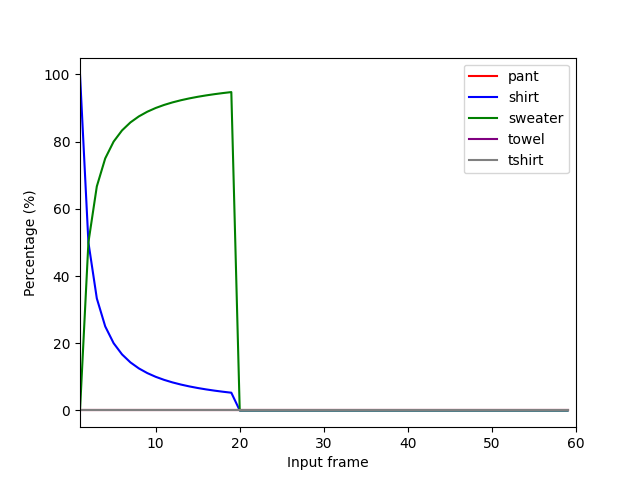 100
80
60
40
20
0
Percentage (%)
pant
shirt
sweater
towel
tshirt
10 20 30 40 50 60
Input frame